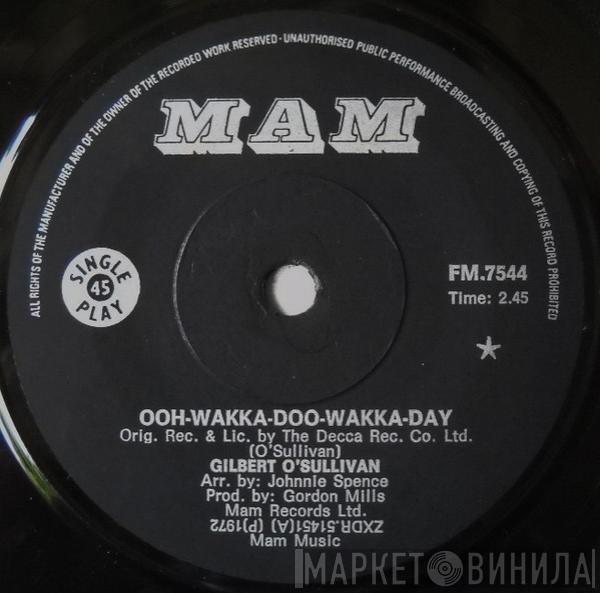 ALL RIGHTS OF THE MANUFACTURER AND OF THE OWNER OF THE RECORDED WORK RESERVED - UNAUTHORISED PUBLIC PERFORMANCE BROADCASTING AND COPYING OF THIS RECORD PROHIBITED
MAM
SINGLE
45
PLAY
FM.7544
Time: 2.45
OOH-WAKKA-DOO-WAKKA-DAY
Orig. Rec. & Lic. by The Decca Rec. Co. Ltd.
(O'Sullivan)
GILBERT O'SULLIVAN
Arr. by: Johnnie Spence
Prod. by: Gordon Mills
Mam Records Ltd.
ZXDR.51451(A) (P)1972
Mam Music
МАРКЕТ ВИНИЛА